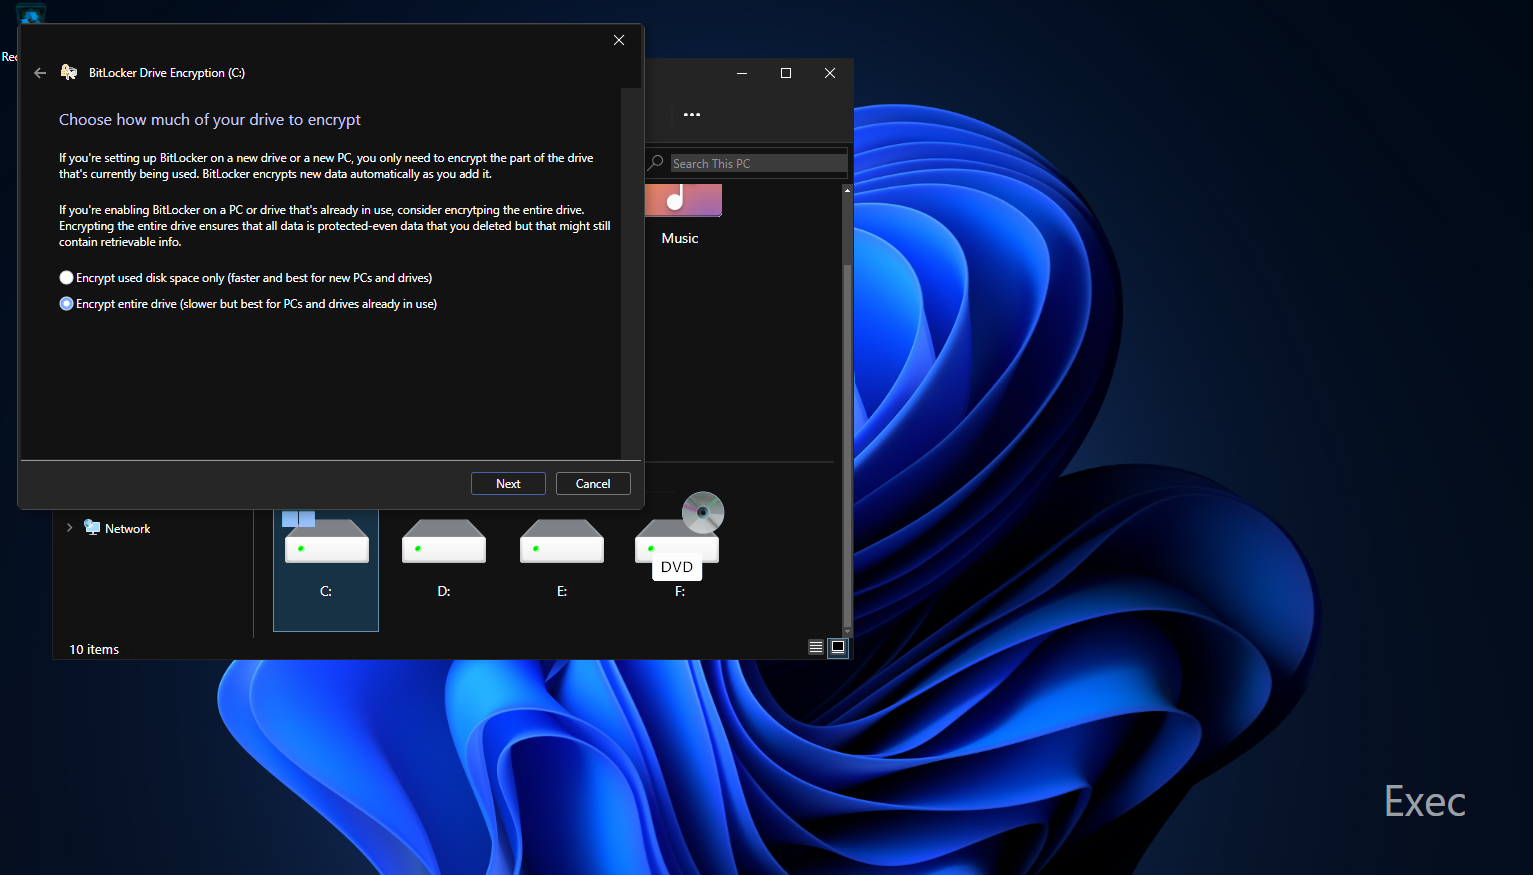 Rec
BitLocker Drive Encryption (C:)
Choose how much of your drive to encrypt
If you're setting up BitLocker on a new drive or a new PC, you only need to encrypt the part of the drive
that's currently being used. BitLocker encrypts new data automatically as you add it.
If you're enabling BitLocker on a PC or drive that's already in use, consider encrytping the entire drive.
Encrypting the entire drive ensures that all data is protected-even data that you deleted but that might still
contain retrievable info.
Encrypt used disk space only (faster and best for new PCs and drives)
Encrypt entire drive (slower but best for PCs and drives already in use)
Next
Cancel
Search This PC
Music
Network
DVD
C:
D:
E:
F:
10 items
Exec